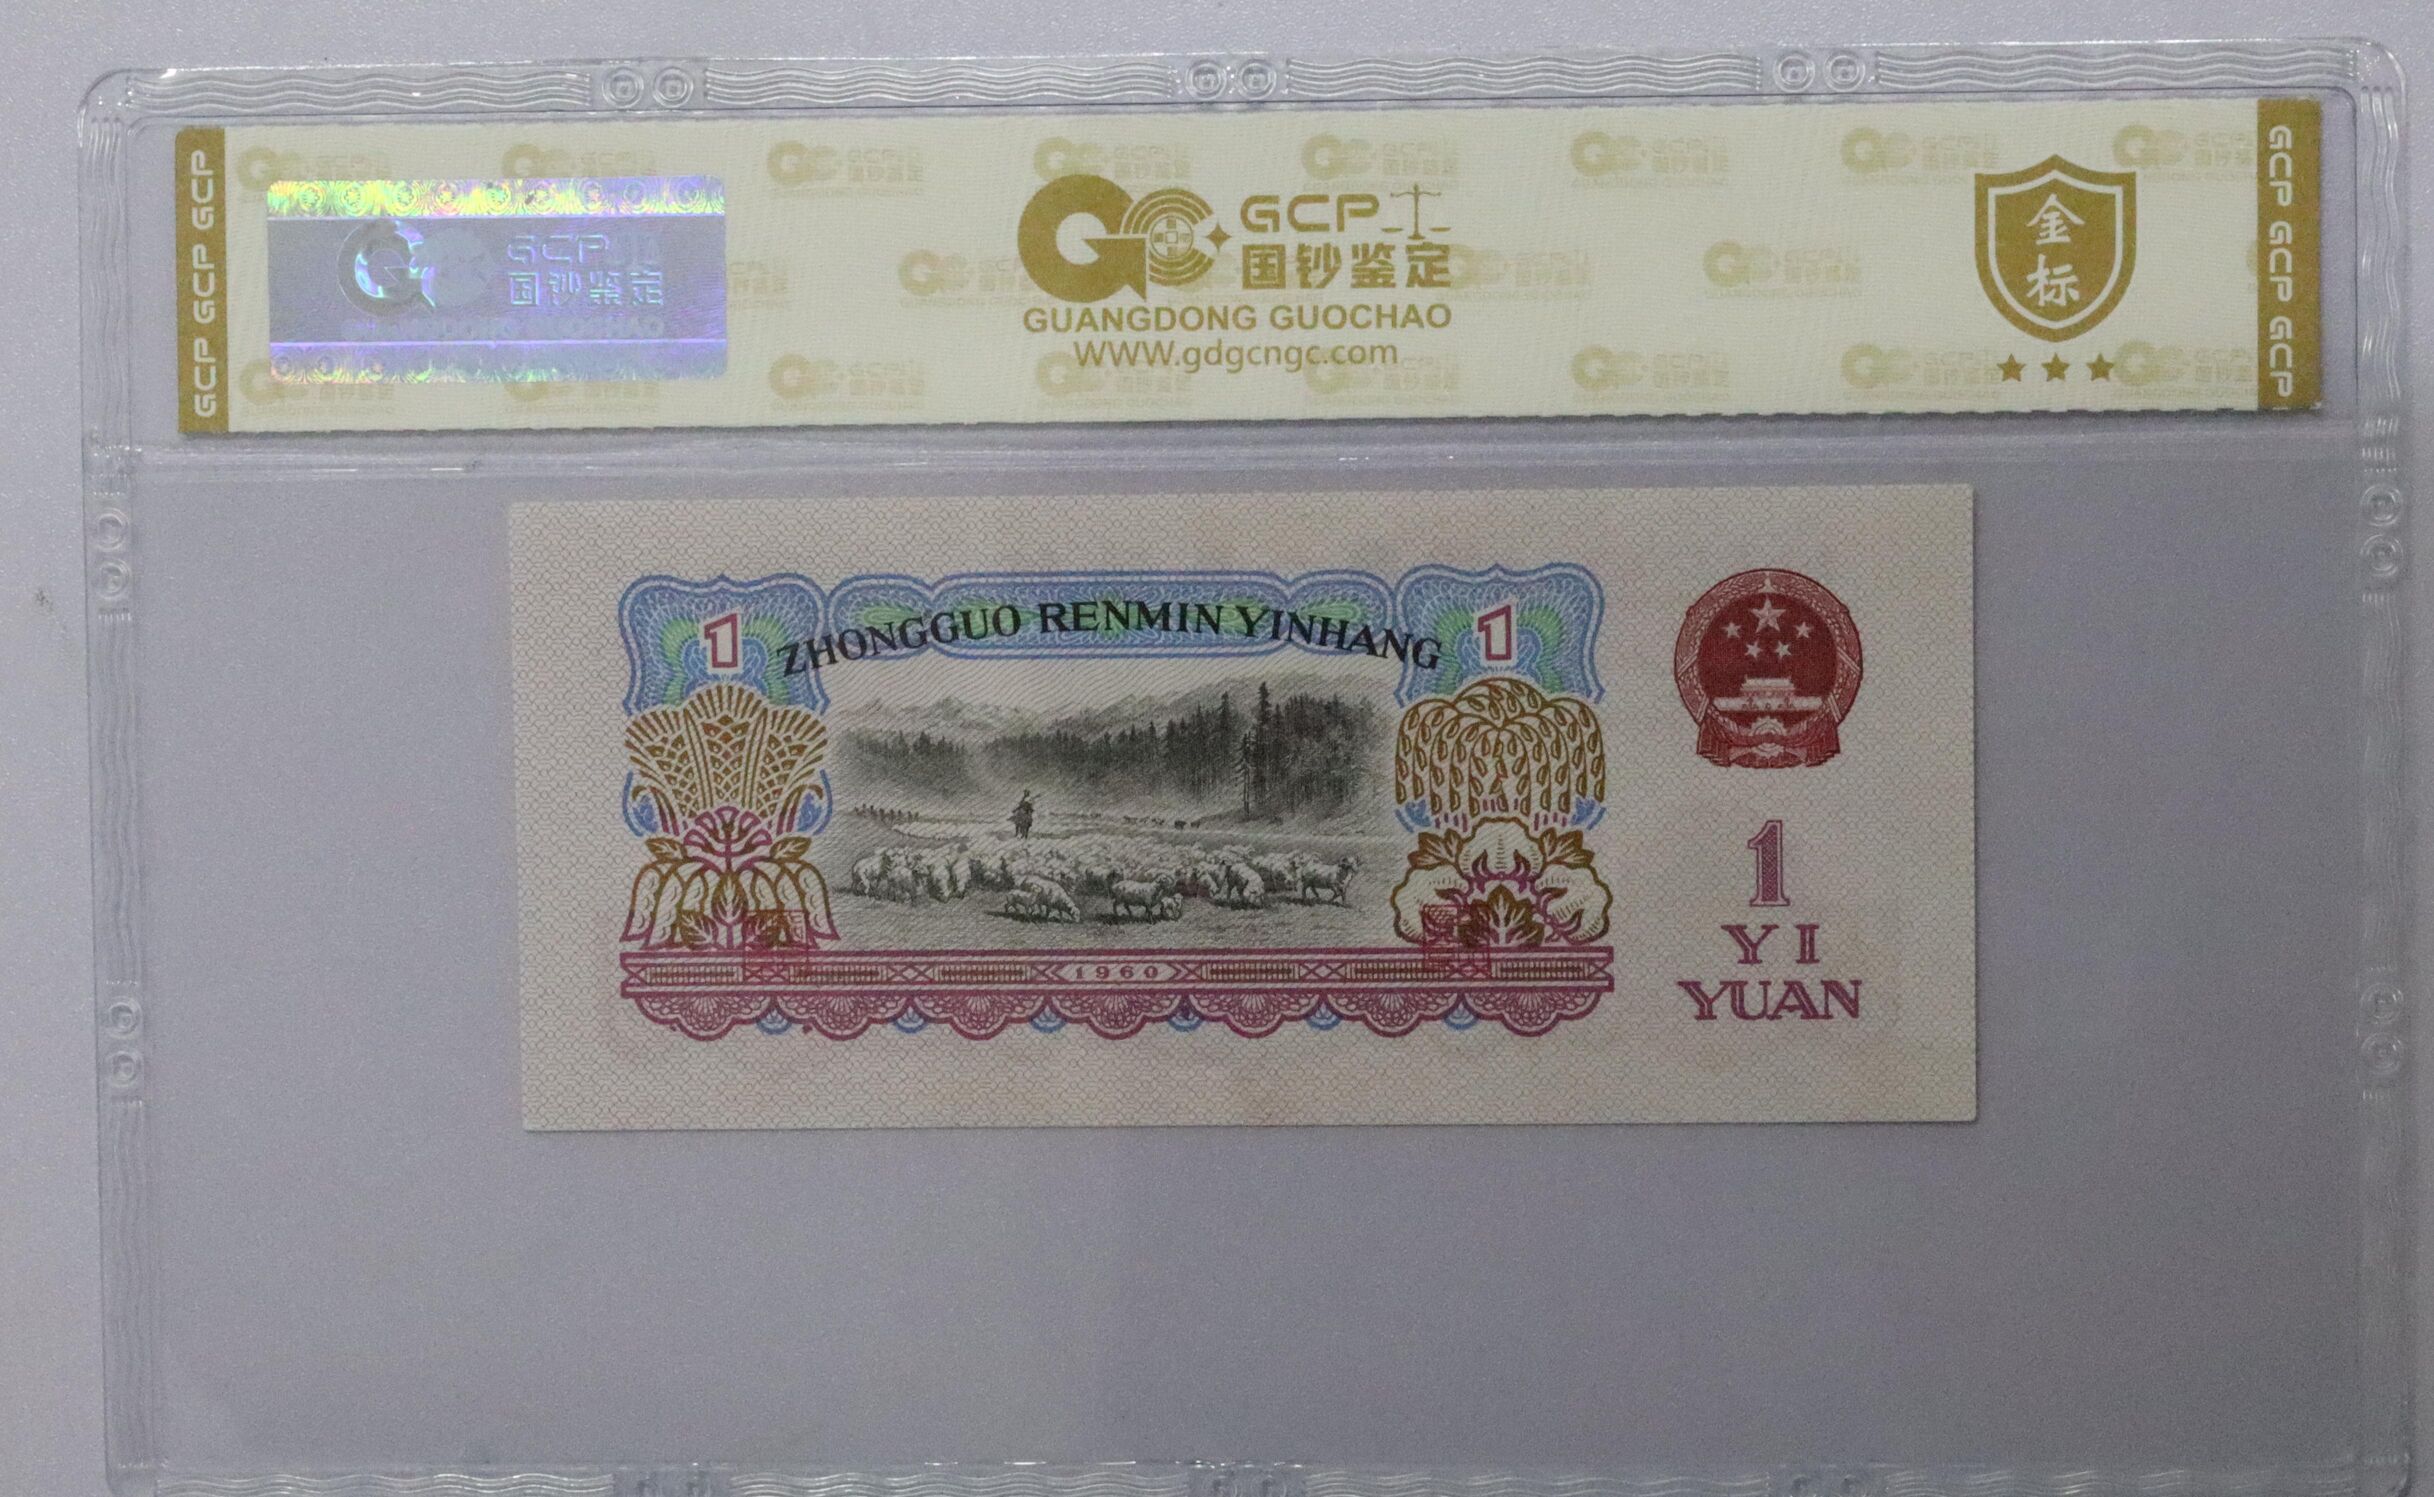 GCP GCP GCP
GCP
国钞鉴定
GUANGDONG GUOCHAO
GCP
国钞鉴定
GUANGDONG GUOCHAO
WWW.gdgcngc.com
金
标
GCP GCP GCP
ZHONGGUO RENMIN YINHANG
1
1
1960
1
YI
YUAN